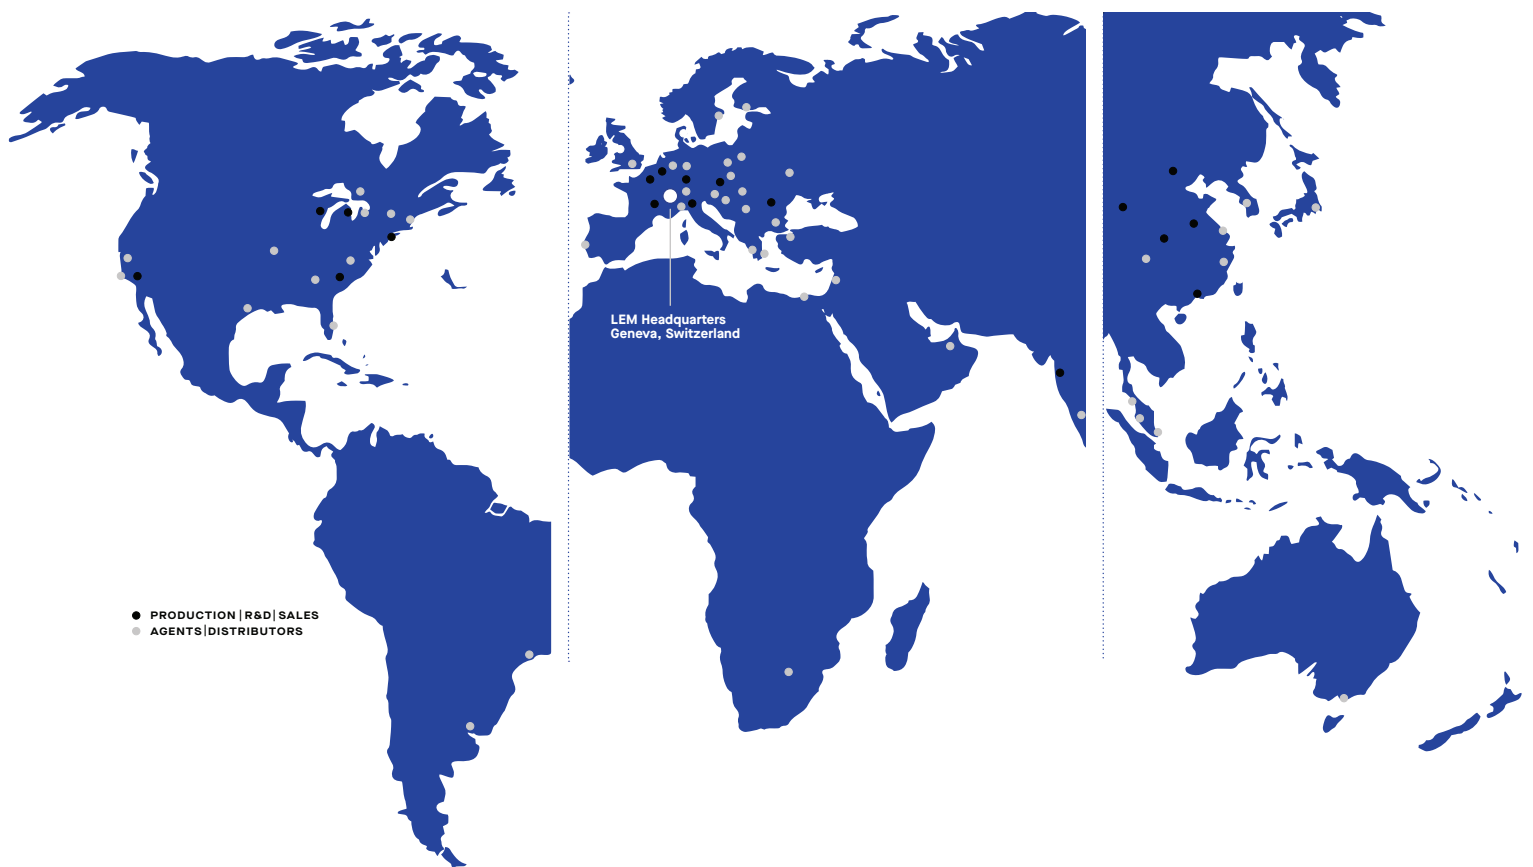 LEM Headquarters
Geneva, Switzerland
PRODUCTION | R&D | SALES
AGENTS | DISTRIBUTORS